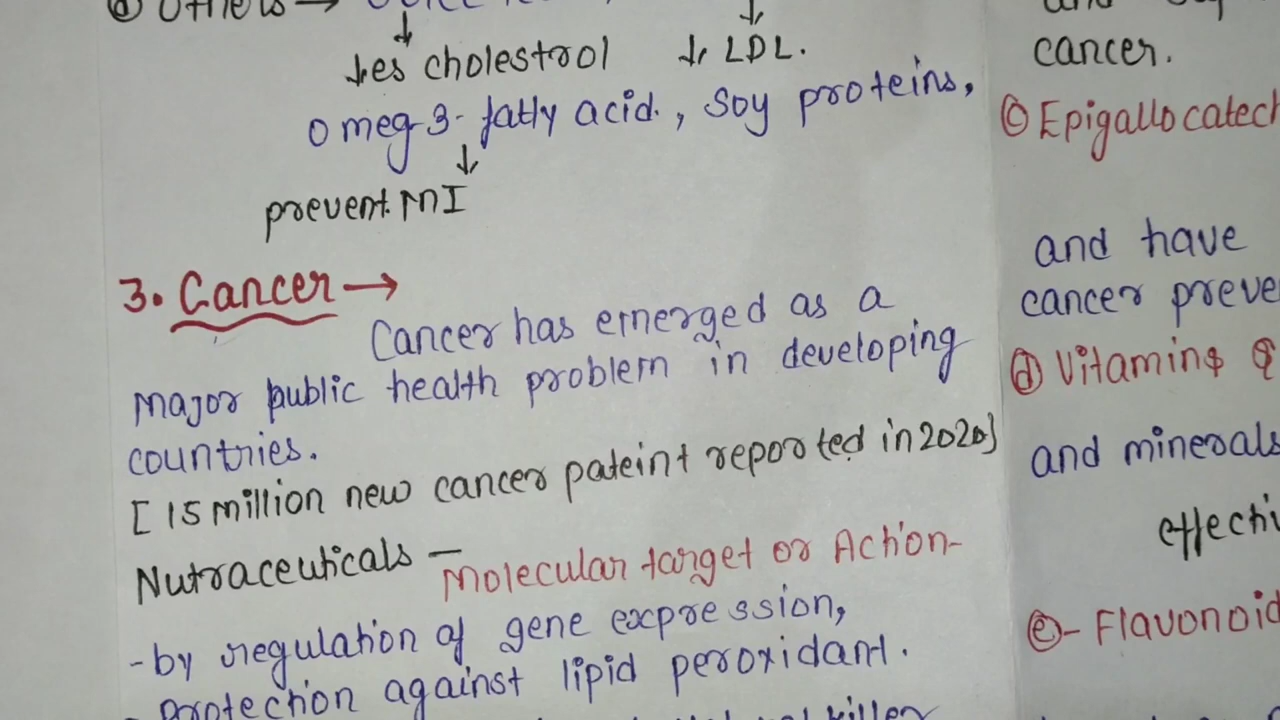 Others →
↓es cholestrol ↓ LDL.
omeg-3- fatty acid., Soy proteins,
↓
prevent MI
3. Cancer →
Cancer has emerged as a
major public health problem in developing
countries.
[15 million new cancer pateint reported in 2020]
Nutraceuticals –
Molecular target or Action-
- by regulation of gene expression,
- Protection against lipid peroxidant.
killer
and
cancer.
ⓒ Epigallocatech
and have
cancer preve
ⓓ Vitamins &
and minerals
effecti
ⓔ- Flavonoid